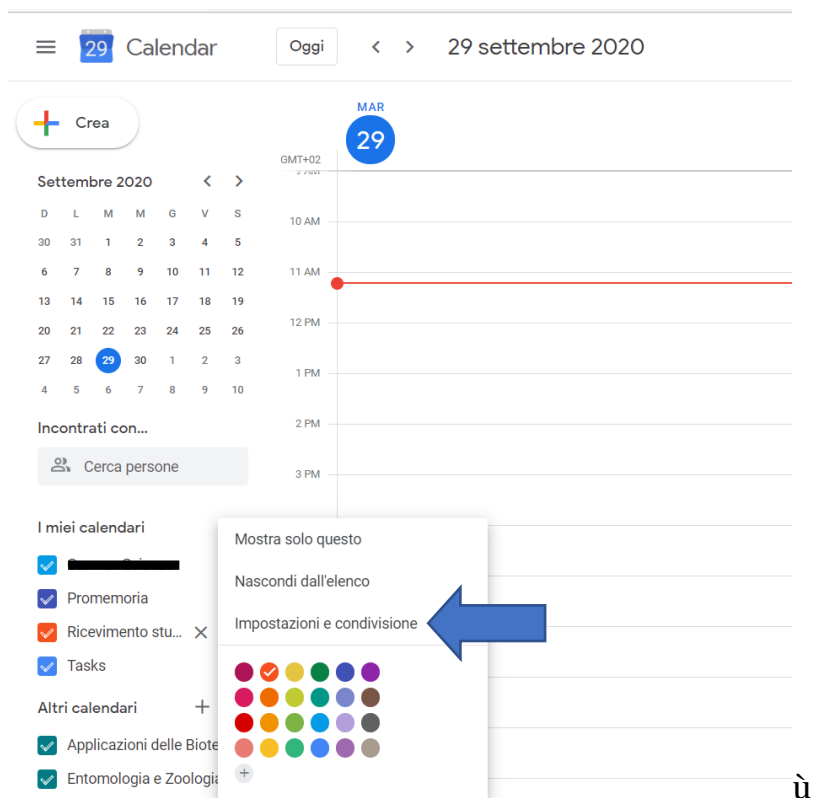 29 Calendar Oggi < > 29 settembre 2020
Crea
MAR
29
GMT+02
Settembre 2020 < >
D L M M G V S
30 31 1 2 3 4 5
6 7 8 9 10 11 12
13 14 15 16 17 18 19
20 21 22 23 24 25 26
27 28 29 30 1 2 3
4 5 6 7 8 9 10
10 AM
11 AM
12 PM
1 PM
2 PM
3 PM
Incontrati con...
Cerca persone
I miei calendari
Promemoria
Ricevimento stu...
Tasks
Altri calendari +
Applicazioni delle Biote
Entomologia e Zoologia
Mostra solo questo
Nascondi dall'elenco
Impostazioni e condivisione
+
ù